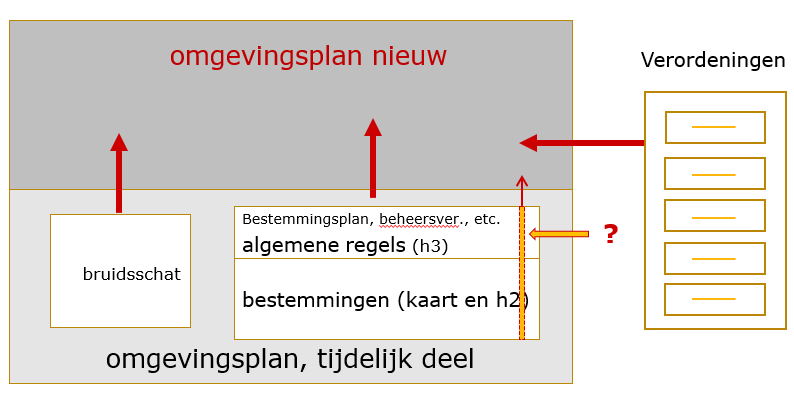 omgevingsplan nieuw
Verordeningen
Bestemmingsplan, beheersver., etc.
algemene regels (h3)
?
bruidsschat
bestemmingen (kaart en h2)
omgevingsplan, tijdelijk deel